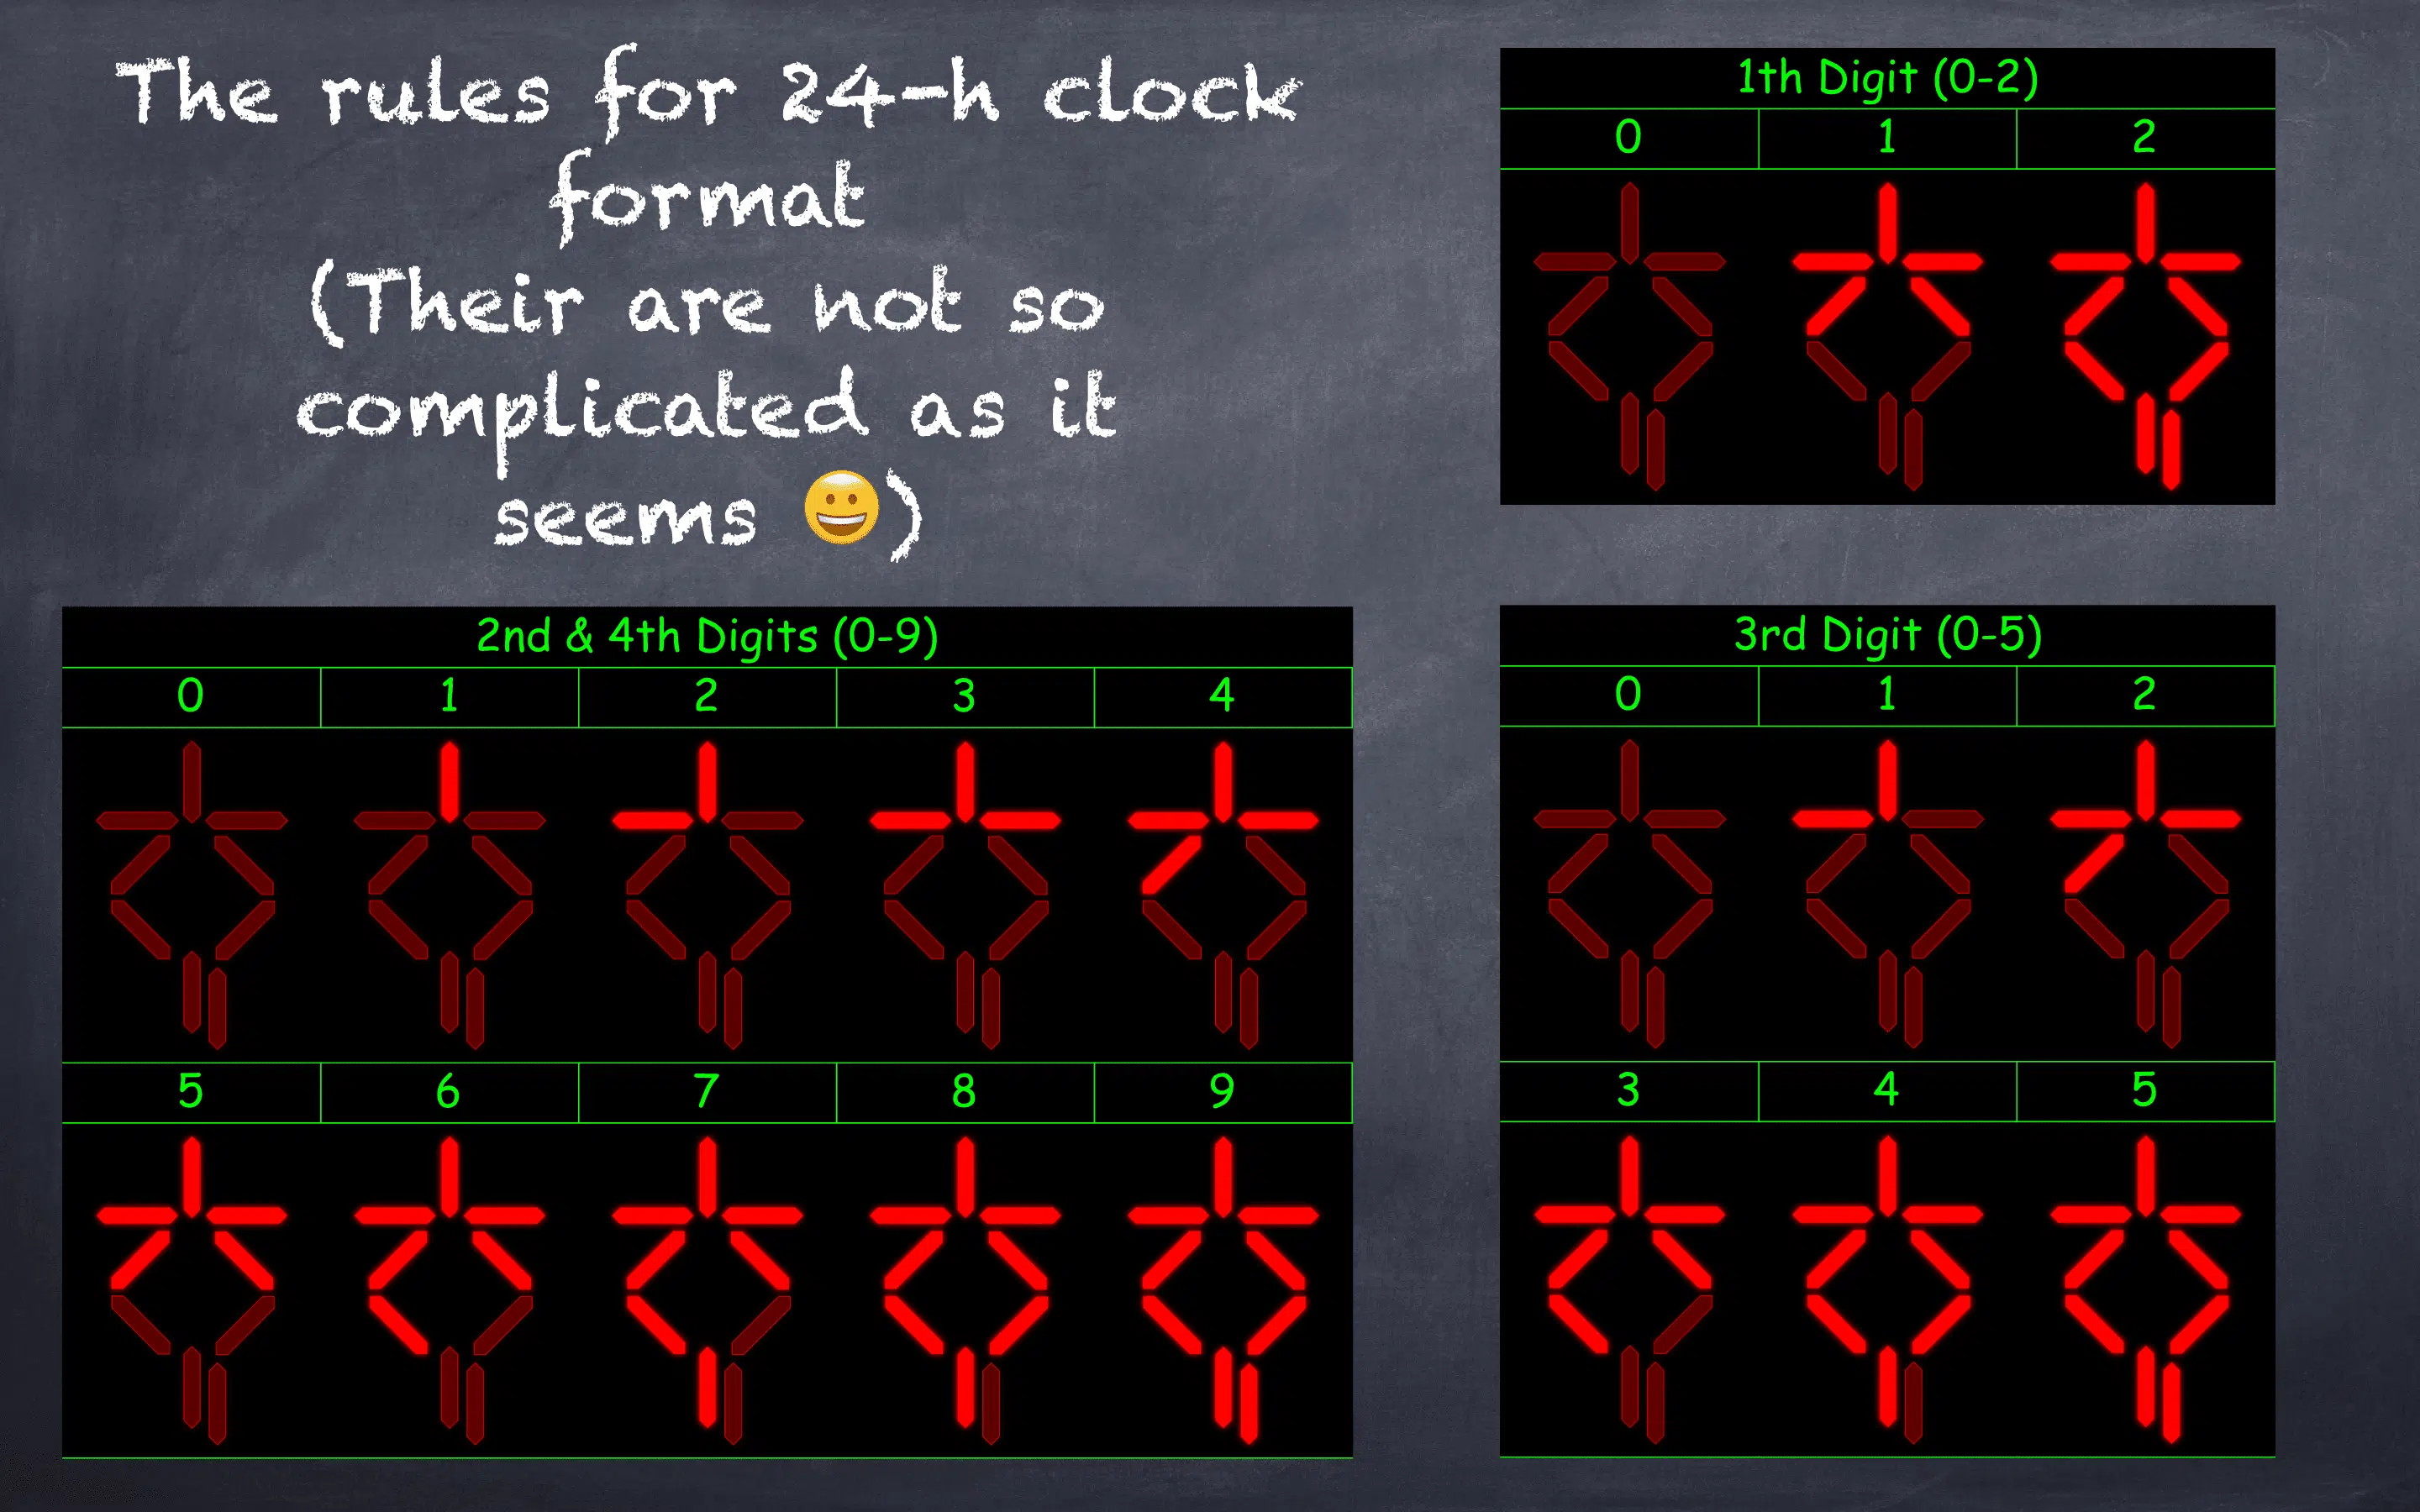 The rules for 24-h clock
format
(Their are not so
complicated as it
seems 😀)
1th Digit (0-2)
0 1 2
2nd & 4th Digits (0-9)
0 1 2 3 4
5 6 7 8 9
3rd Digit (0-5)
0 1 2
3 4 5